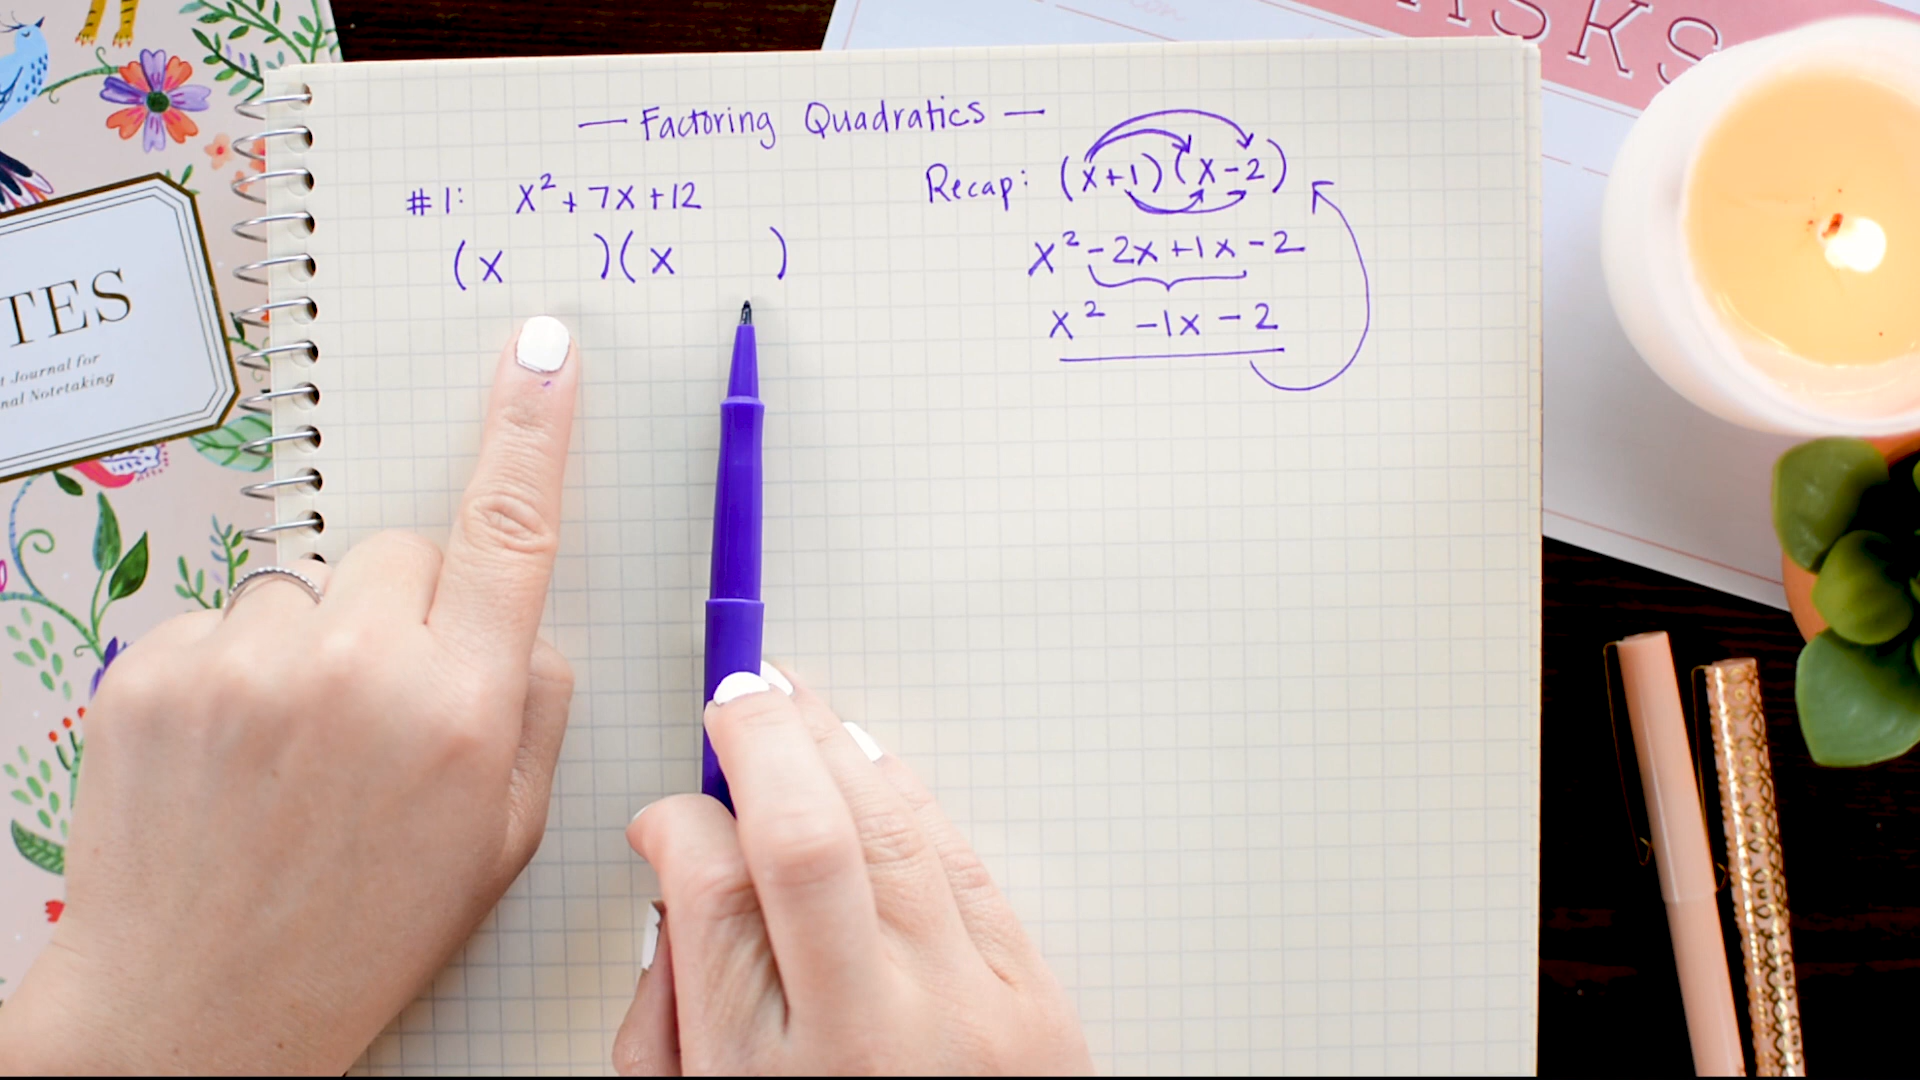 — Factoring Quadratics —
#1: x² + 7x + 12
(x )(x )
Recap: (x+1)(x-2)
x² - 2x + 1x - 2
x² - 1x - 2
TES
Journal for
nal Notetaking
SKS